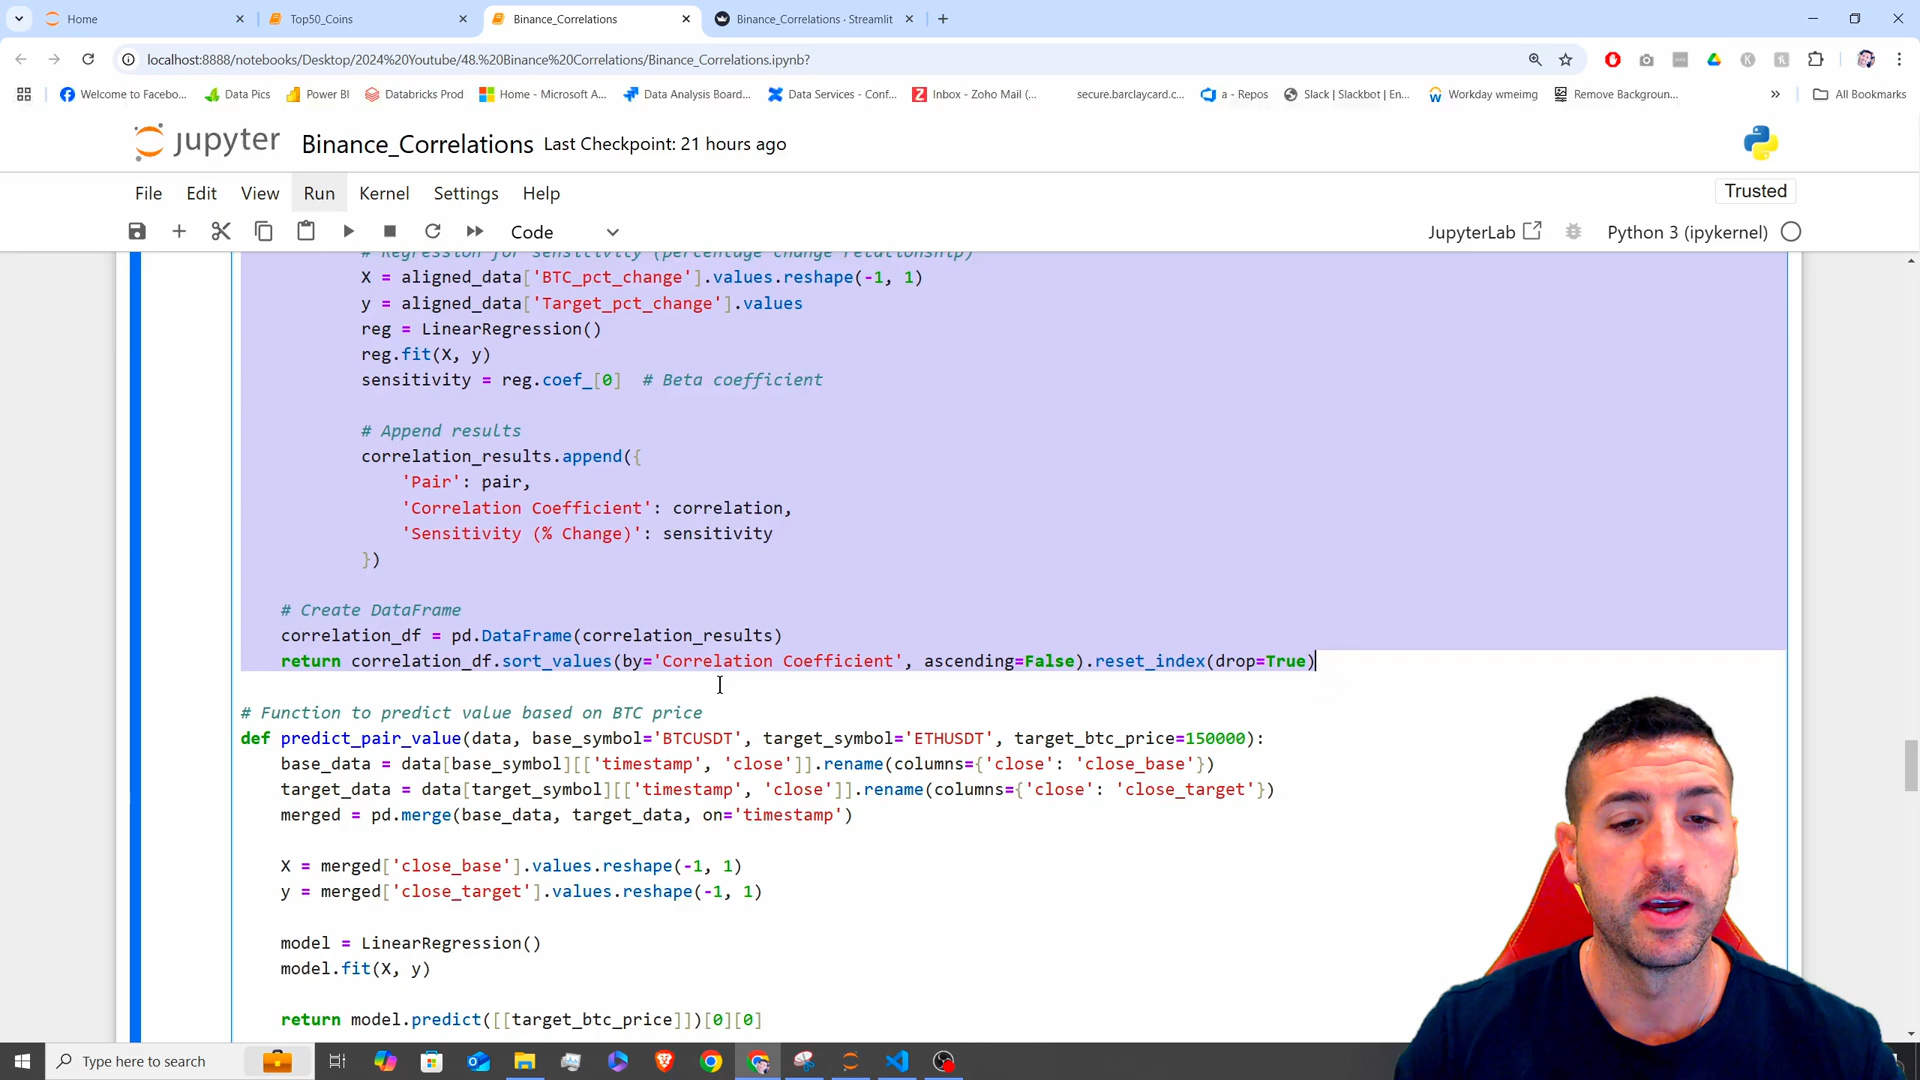 Home
Top50_Coins
Binance_Correlations
Binance_Correlations · Streamlit
localhost:8888/notebooks/Desktop/2024%20Youtube/48.%20Binance%20Correlations/Binance_Correlations.ipynb?
Welcome to Facebo...
Data Pics
Power BI
Databricks Prod
Home - Microsoft A...
Data Analysis Board...
Data Services - Conf...
Inbox - Zoho Mail (...
secure.barclaycard.c...
a - Repos
Slack | Slackbot | En...
Workday wmeimg
Remove Backgroun...
All Bookmarks
jupyter Binance_Correlations Last Checkpoint: 21 hours ago
File Edit View Run Kernel Settings Help
Trusted
Code
JupyterLab
Python 3 (ipykernel)
# Regression for sensitivity (percentage change relationship)
X = aligned_data['BTC_pct_change'].values.reshape(-1, 1)
y = aligned_data['Target_pct_change'].values
reg = LinearRegression()
reg.fit(X, y)
sensitivity = reg.coef_[0]  # Beta coefficient
# Append results
correlation_results.append({
'Pair': pair,
'Correlation Coefficient': correlation,
'Sensitivity (% Change)': sensitivity
})
# Create DataFrame
correlation_df = pd.DataFrame(correlation_results)
return correlation_df.sort_values(by='Correlation Coefficient', ascending=False).reset_index(drop=True)
# Function to predict value based on BTC price
def predict_pair_value(data, base_symbol='BTCUSDT', target_symbol='ETHUSDT', target_btc_price=150000):
base_data = data[base_symbol][['timestamp', 'close']].rename(columns={'close': 'close_base'})
target_data = data[target_symbol][['timestamp', 'close']].rename(columns={'close': 'close_target'})
merged = pd.merge(base_data, target_data, on='timestamp')
X = merged['close_base'].values.reshape(-1, 1)
y = merged['close_target'].values.reshape(-1, 1)
model = LinearRegression()
model.fit(X, y)
return model.predict([[target_btc_price]])[0][0]
Type here to search